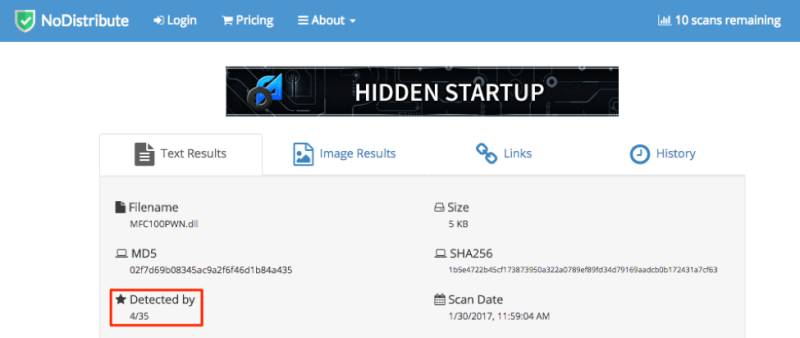 NoDistribute Login Pricing About 10 scans remaining
HIDDEN STARTUP
Text Results Image Results Links History
Filename Size
MFC100PWN.dll 5 KB
MD5 SHA256
02f7d69b08345ac9a2f6f46d1b84a435 1b5e4722b45cf173873950a322a0789ef89fd34d79169aadcb0b172431a7cf63
Detected by Scan Date
4/35 1/30/2017, 11:59:04 AM